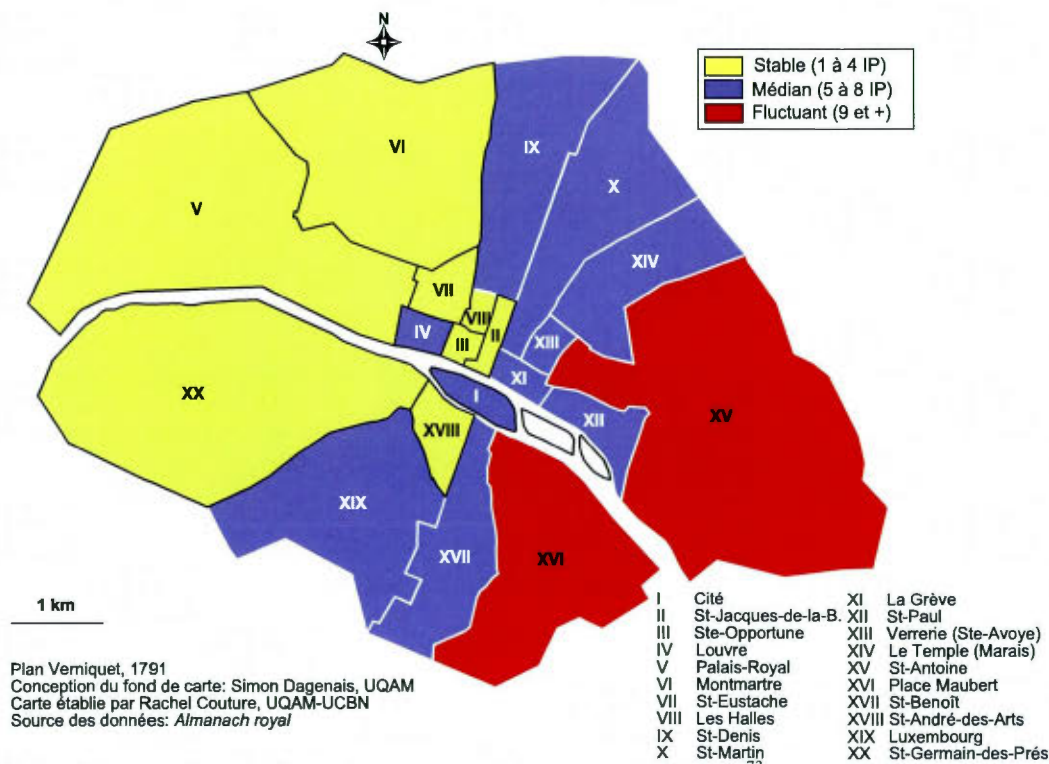 N
Stable (1 à 4 IP)
Médian (5 à 8 IP)
Fluctuant (9 et +)
VI
IX
X
V
XIV
VII
VIII
IV
III
II
XIII
XI
I
XII
XX
XVIII
XV
XIX
XVII
XVI
1 km
Plan Verniquet, 1791
Conception du fond de carte: Simon Dagenais, UQAM
Carte établie par Rachel Couture, UQAM-UCBN
Source des données: Almanach royal
I Cité
II St-Jacques-de-la-B.
III Ste-Opportune
IV Louvre
V Palais-Royal
VI Montmartre
VII St-Eustache
VIII Les Halles
IX St-Denis
X St-Martin
XI La Grève
XII St-Paul
XIII Verrerie (Ste-Avoye)
XIV Le Temple (Marais)
XV St-Antoine
XVI Place Maubert
XVII St-Benoît
XVIII St-André-des-Arts
XIX Luxembourg
XX St-Germain-des-Prés